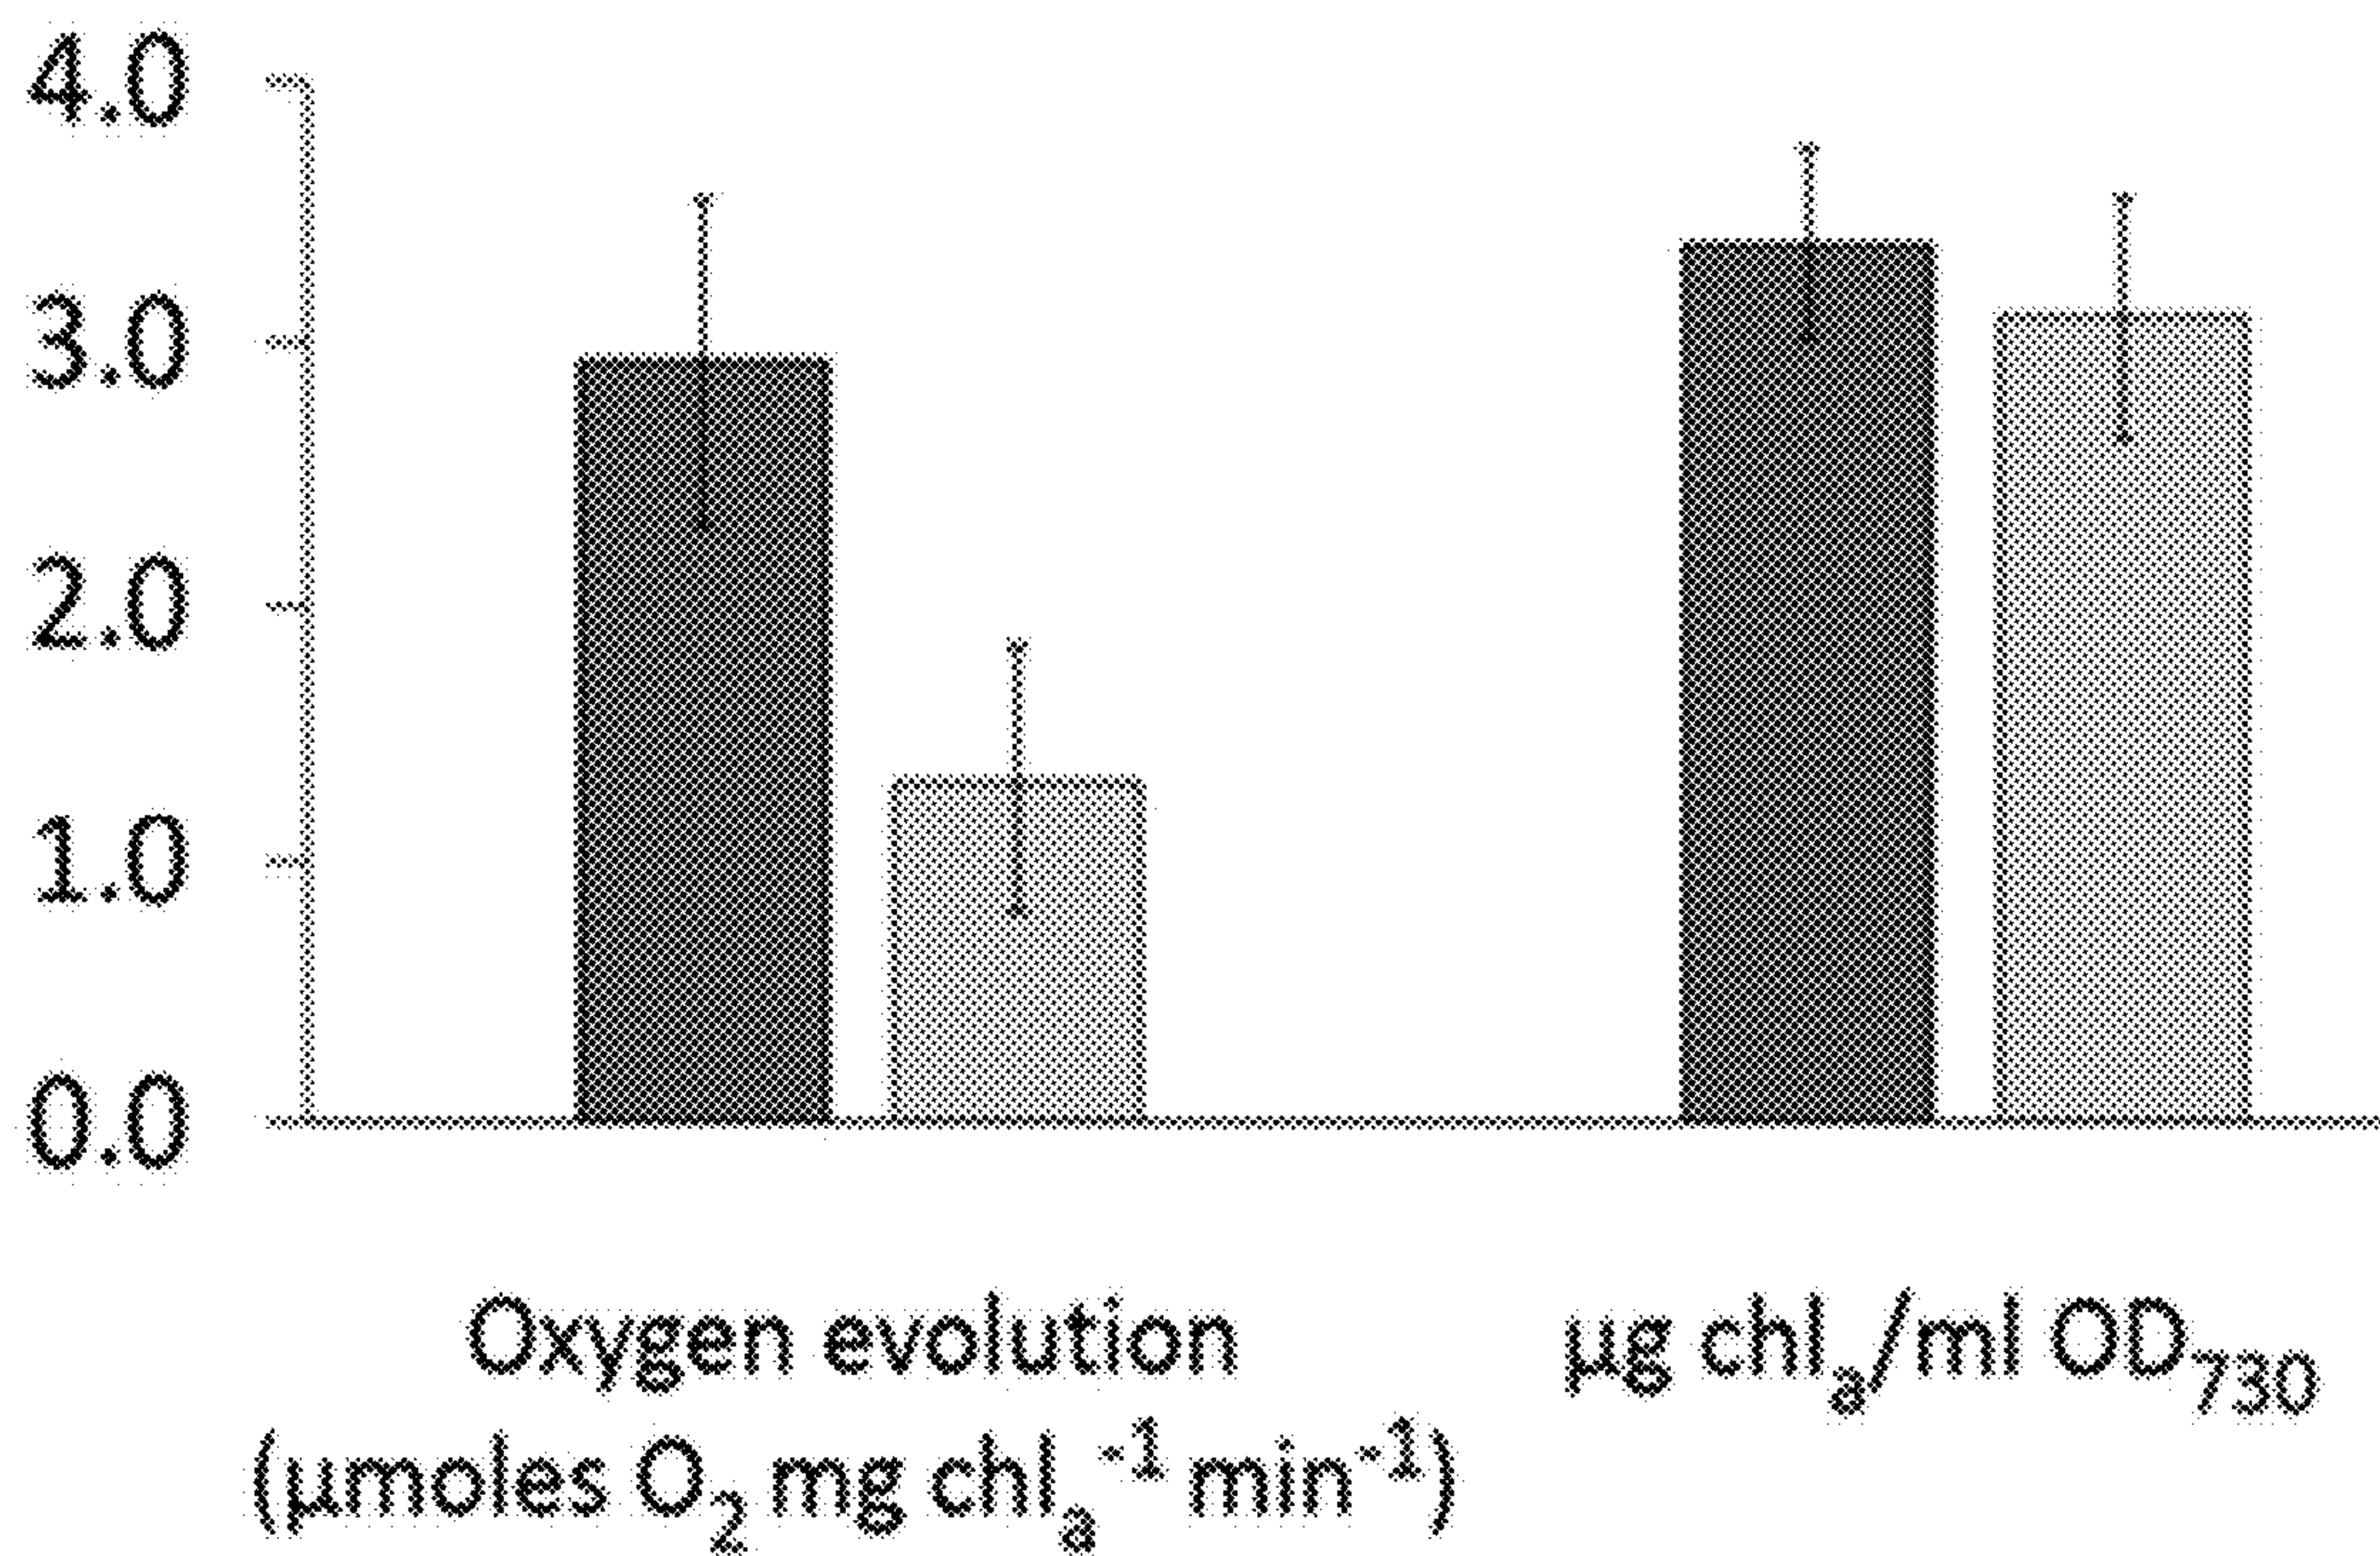 4.0
3.0
2.0
1.0
0.0
Oxygen evolution
(µmoles O₂ mg chlₐ⁻¹ min⁻¹)
µg chlₐ/ml OD₇₃₀